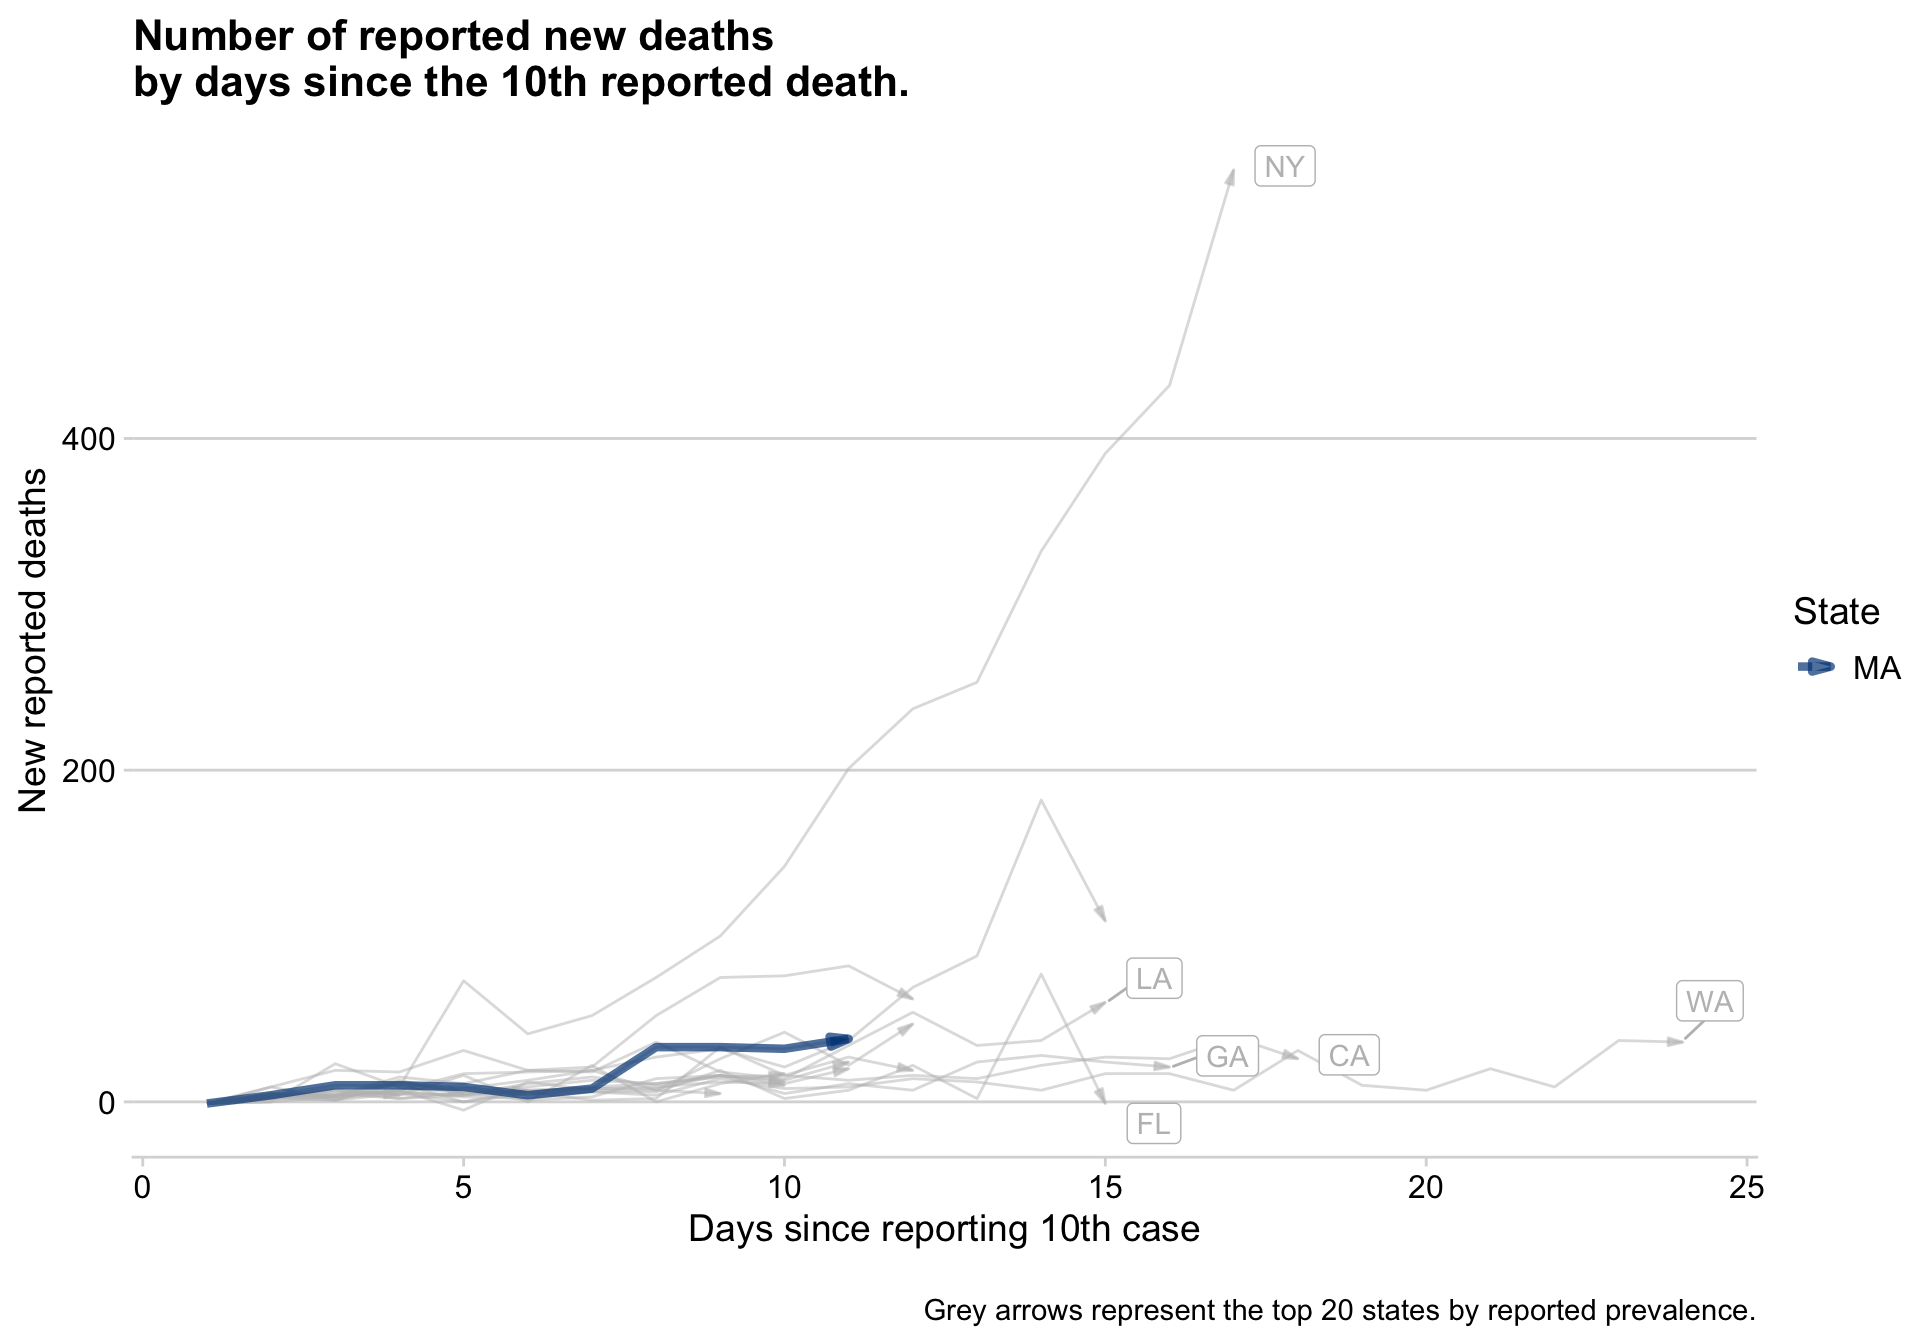 Number of reported new deaths
by days since the 10th reported death.
NY
400
New reported deaths
State
MA
200
LA
WA
GA
CA
0
FL
0 5 10 15 20 25
Days since reporting 10th case
Grey arrows represent the top 20 states by reported prevalence.